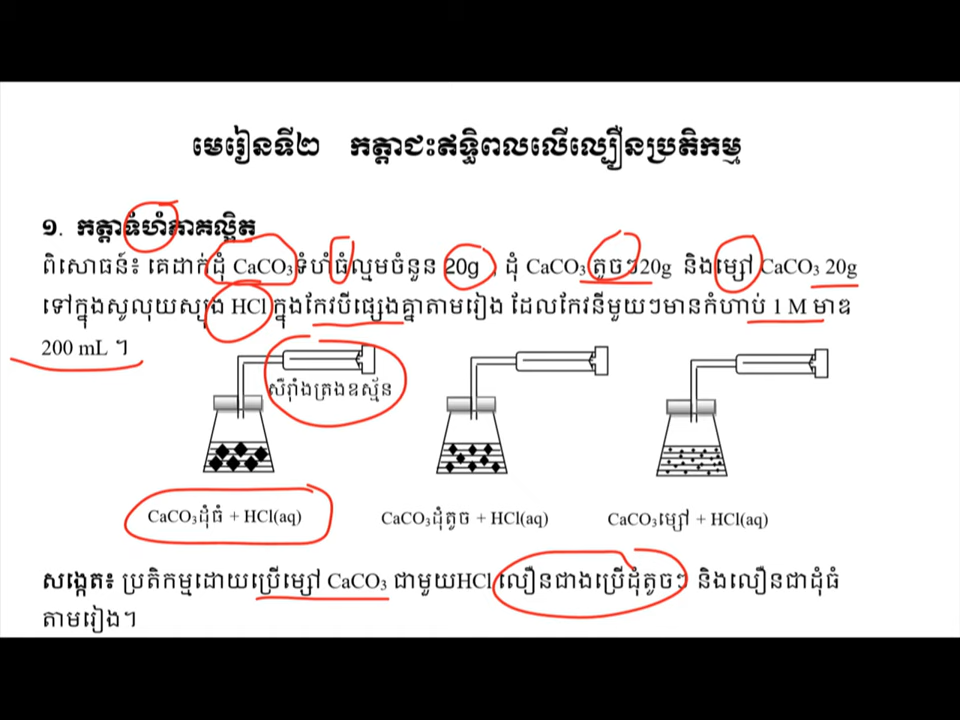 មេរៀនទី២ កត្តាជះឥទ្ធិពលលើល្បឿនប្រតិកម្ម
១. កត្តាទំហំភាគល្អិត
ពិសោធន៍៖ គេដាក់ដុំ CaCO₃ទំហំធំល្មមចំនួន 20g , ដុំ CaCO₃ តូចៗ20g និងម្សៅ CaCO₃ 20g
ទៅក្នុងសូលុយស្យុង HCl ក្នុងកែវបីផ្សេងគ្នាតាមរៀង ដែលកែវនីមួយៗមានកំហាប់ 1 M មាឌ
200 mL ។
សឺរ៉ាំងត្រងឧស្ម័ន
CaCO₃ដុំធំ + HCl(aq) CaCO₃ដុំតូច + HCl(aq) CaCO₃ម្សៅ + HCl(aq)
សង្កេត៖ ប្រតិកម្មដោយប្រើម្សៅ CaCO₃ ជាមួយHCl លឿនជាងប្រើដុំតូចៗ និងលឿនជាដុំធំ
តាមរៀង។